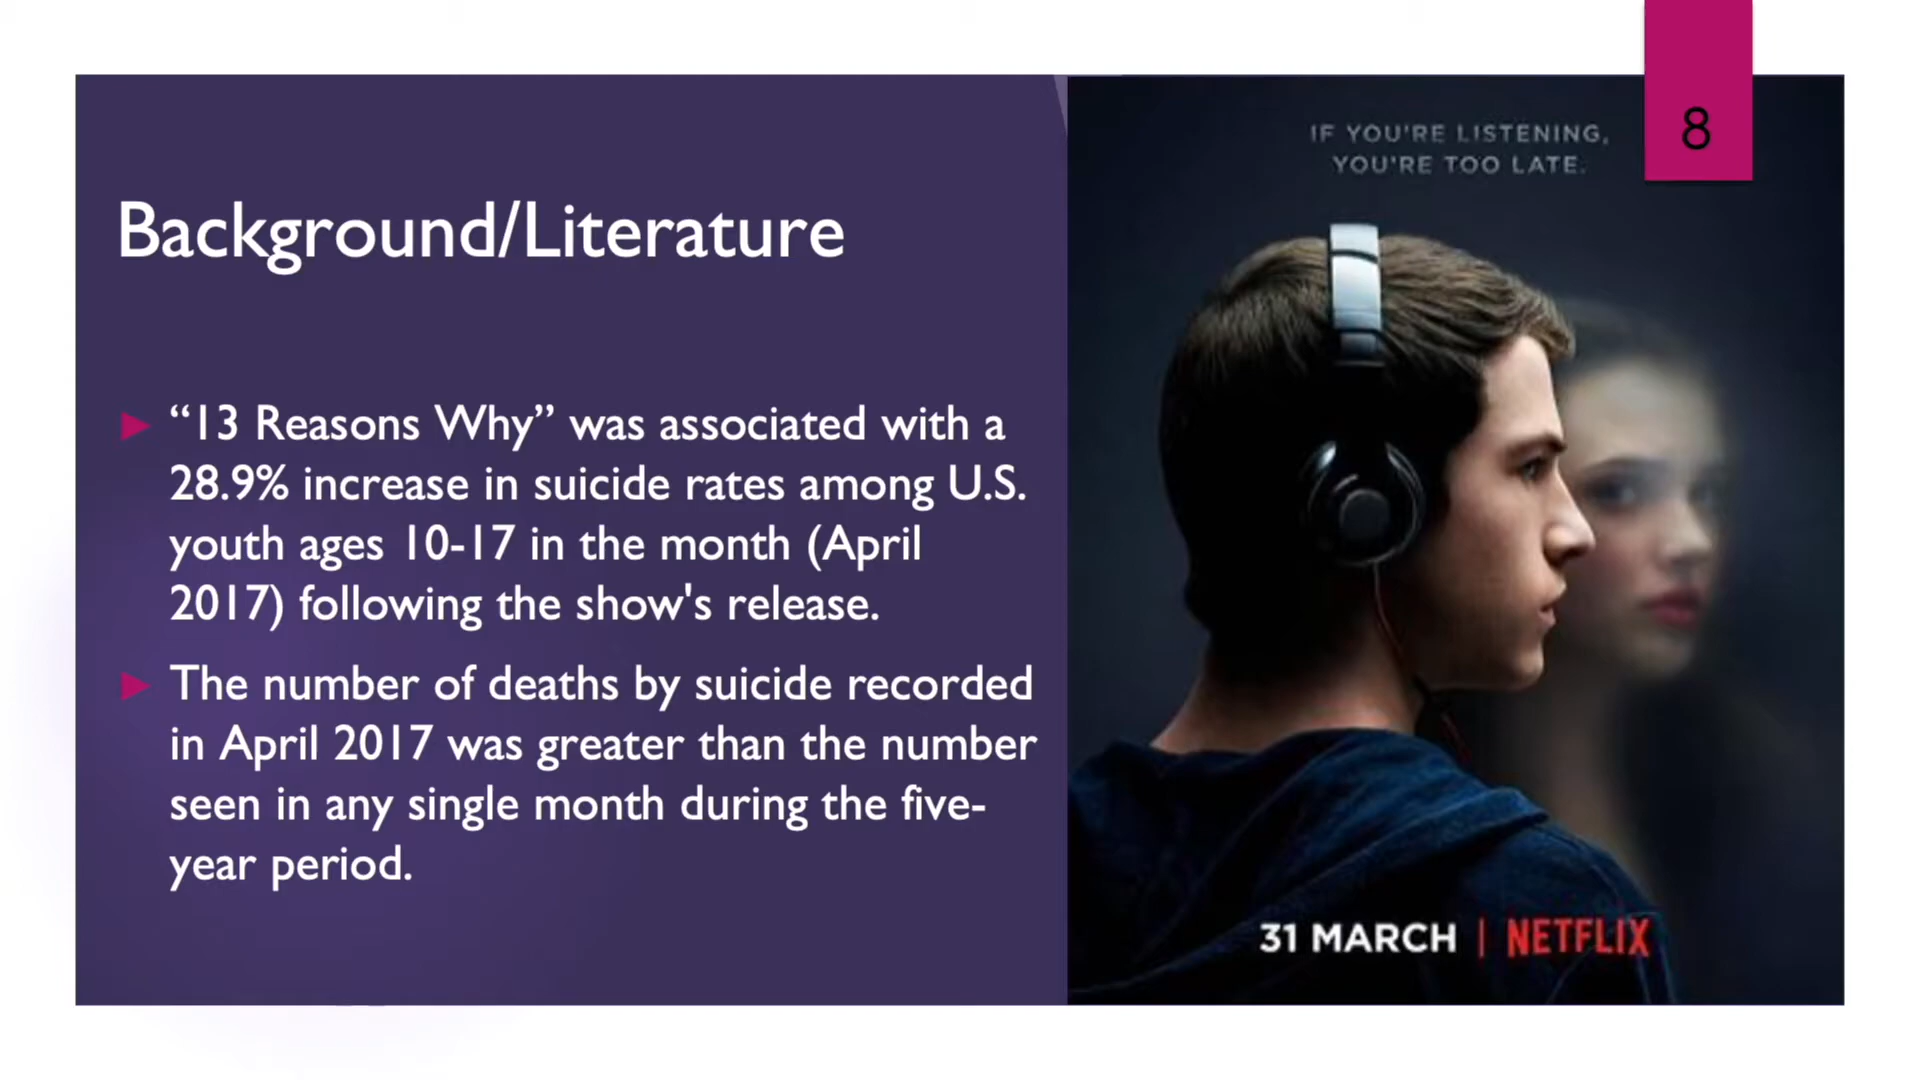 8
Background/Literature
“13 Reasons Why” was associated with a
28.9% increase in suicide rates among U.S.
youth ages 10-17 in the month (April
2017) following the show's release.
The number of deaths by suicide recorded
in April 2017 was greater than the number
seen in any single month during the five-
year period.
IF YOU'RE LISTENING,
YOU'RE TOO LATE.
31 MARCH | NETFLIX